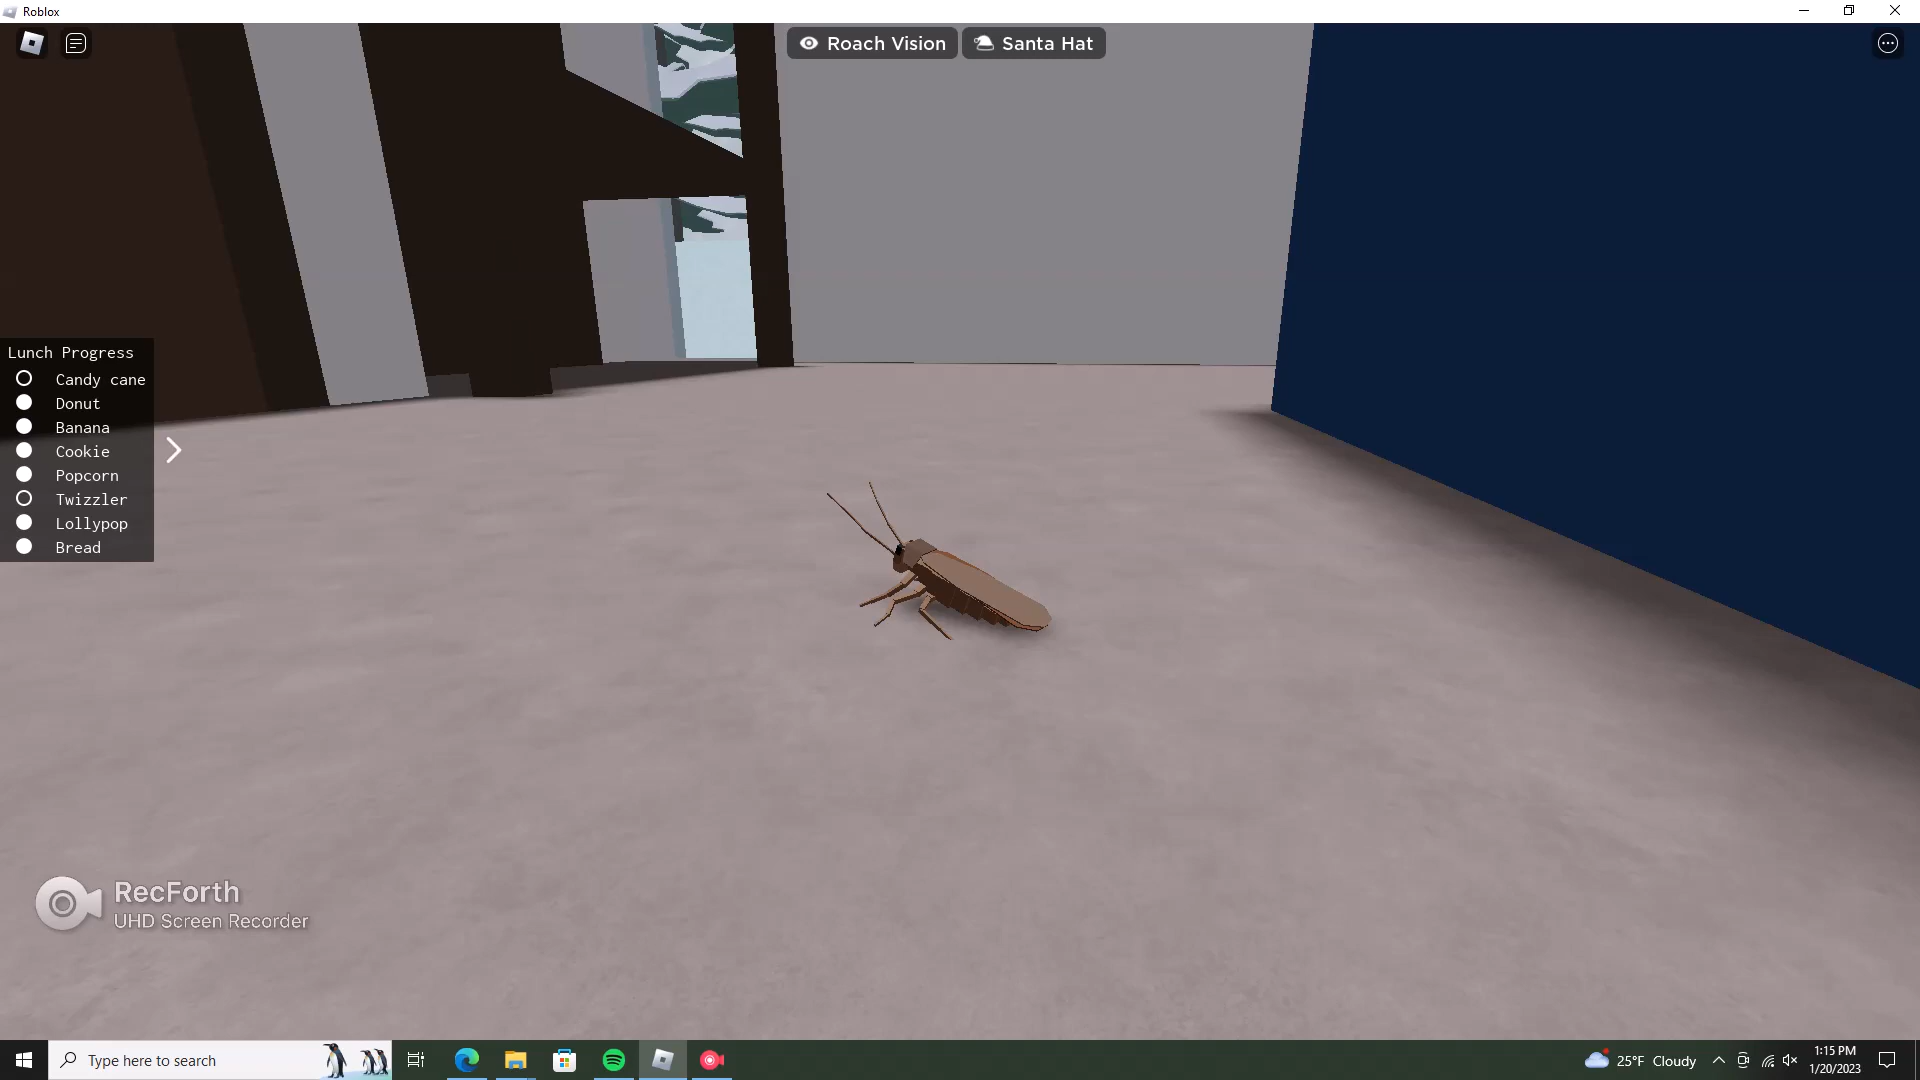 Roblox
Roach Vision
Santa Hat
Lunch Progress
Candy cane
Donut
Banana
Cookie
Popcorn
Twizzler
Lollypop
Bread
RecForth
UHD Screen Recorder
Type here to search
25°F Cloudy
1:15 PM
1/20/2023